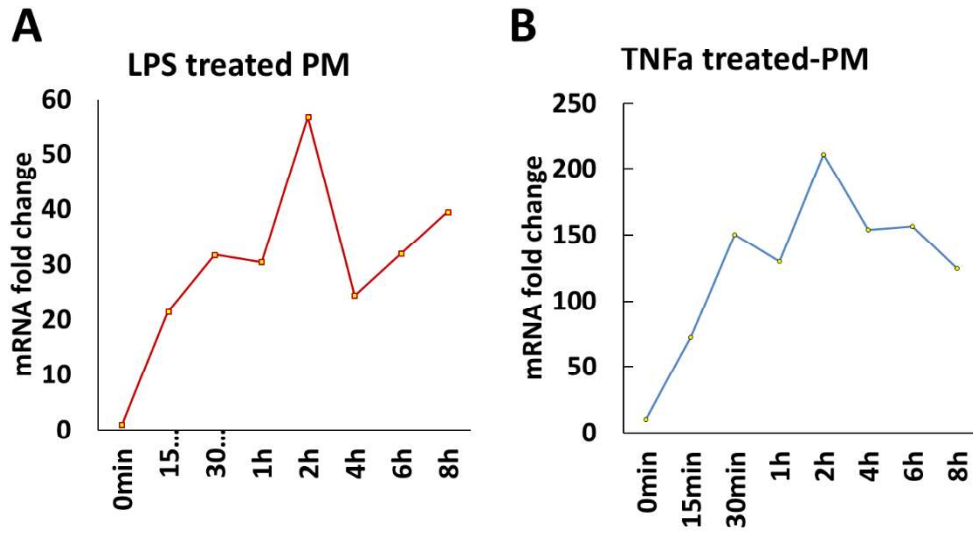 A
LPS treated PM
mRNA fold change
60
50
40
30
20
10
0
0min
15...
30...
1h
2h
4h
6h
8h
B
TNFa treated-PM
mRNA fold change
250
200
150
100
50
0
0min
15min
30min
1h
2h
4h
6h
8h